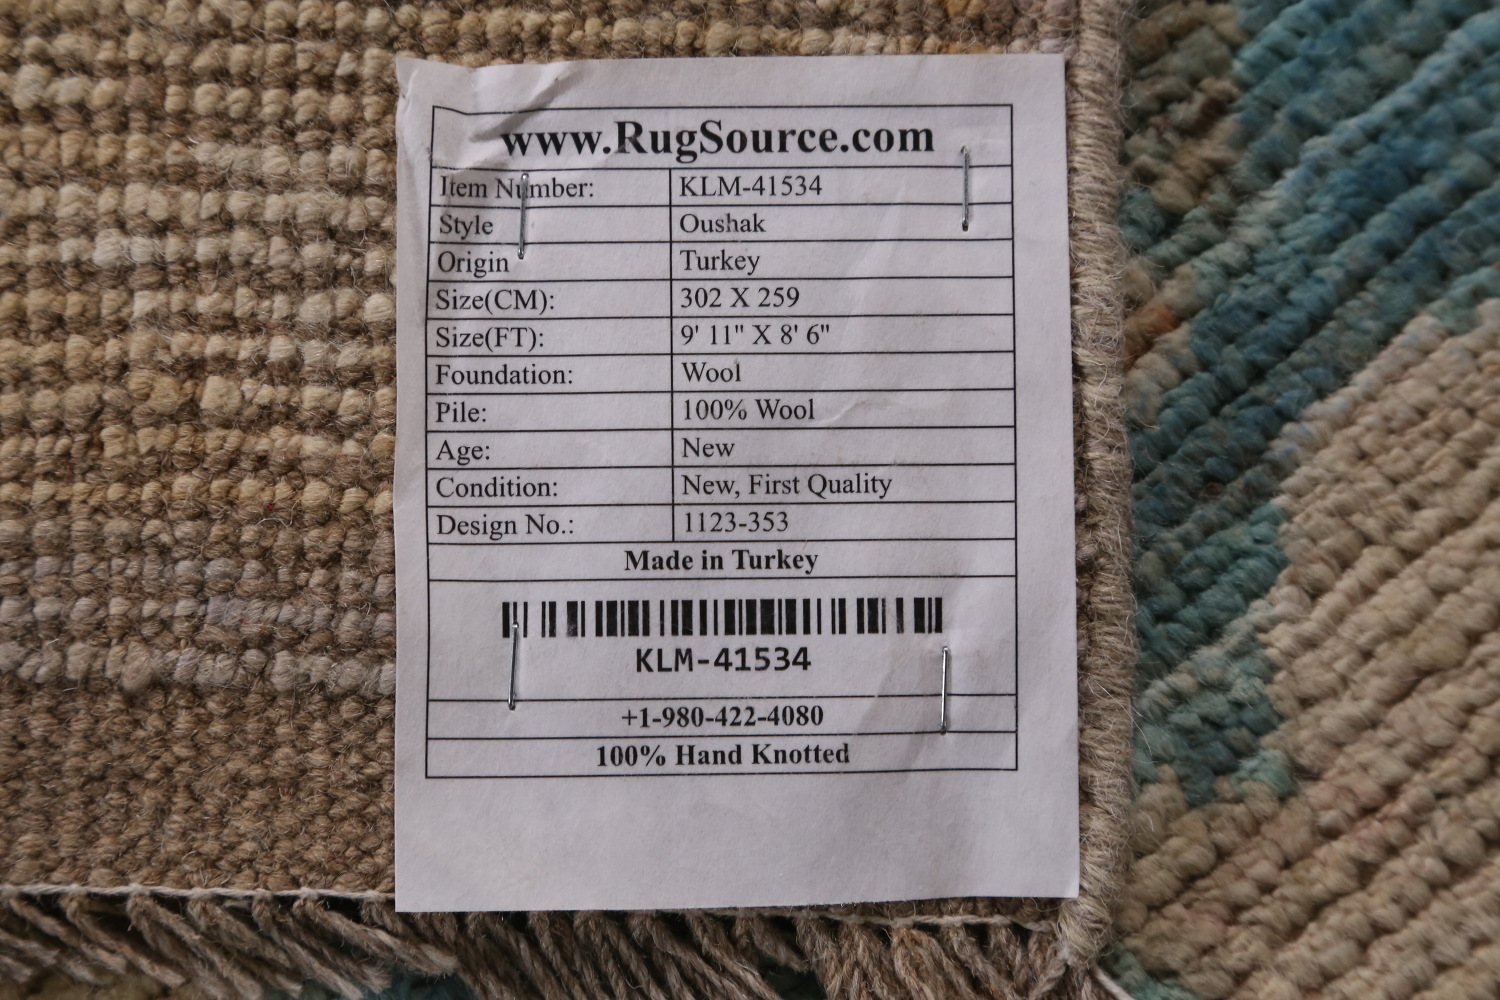 www.RugSource.com
Item Number: KLM-41534
Style Oushak
Origin Turkey
Size(CM): 302 X 259
Size(FT): 9' 11" X 8' 6"
Foundation: Wool
Pile: 100% Wool
Age: New
Condition: New, First Quality
Design No.: 1123-353
Made in Turkey
KLM-41534
+1-980-422-4080
100% Hand Knotted